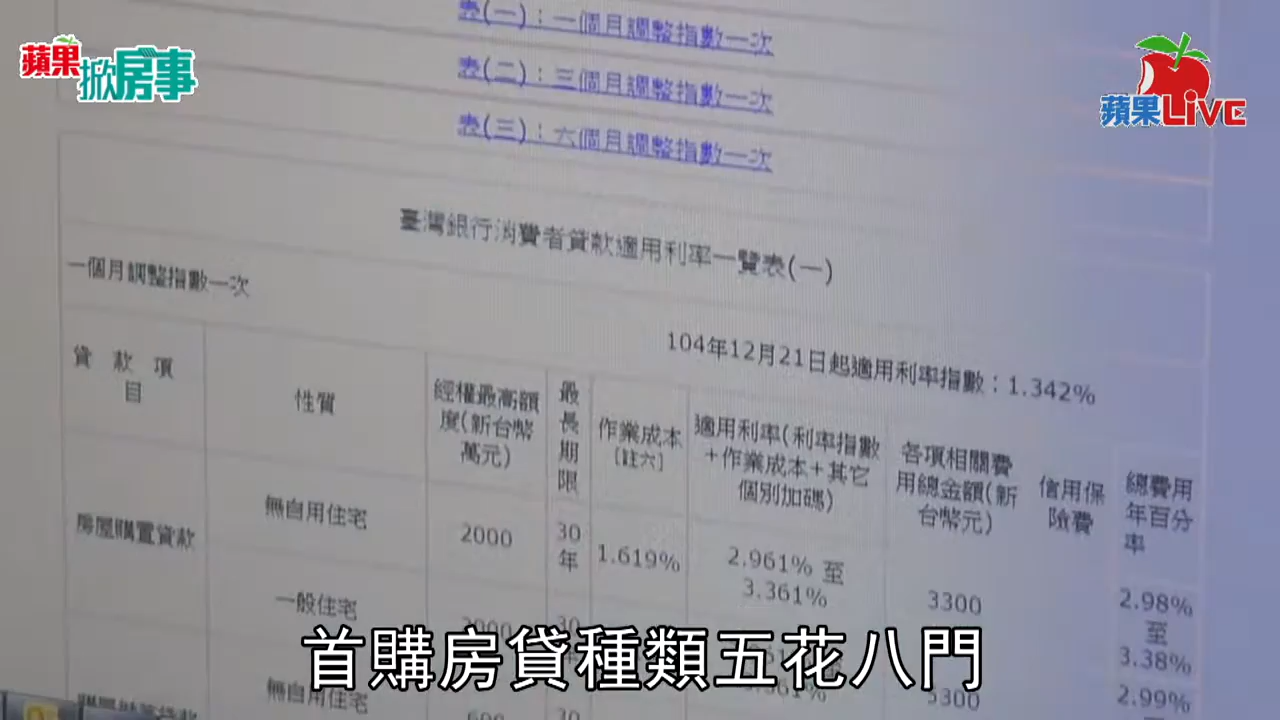 蘋果
掀房事
蘋果LiVE
表(一)：一個月調整指數一次
表(二)：三個月調整指數一次
表(三)：六個月調整指數一次
臺灣銀行消費者貸款適用利率一覽表(一)
一個月調整指數一次
104年12月21日起適用利率指數：1.342%
貸 款 項
目
性質
經權最高額
度(新台幣
萬元)
最
長
期
限
作業成本
[註六]
適用利率(利率指數
+作業成本+其它
個別加碼)
各項相關費
用總金額(新
台幣元)
信用保
險費
總費用
年百分
率
房屋購置貸款
無自用住宅
2000
30
年
1.619%
2.961% 至
3.361%
3300
2.98%
至
3.38%
一般住宅
5300
2.99%
無自用住宅
首購房貸種類五花八門